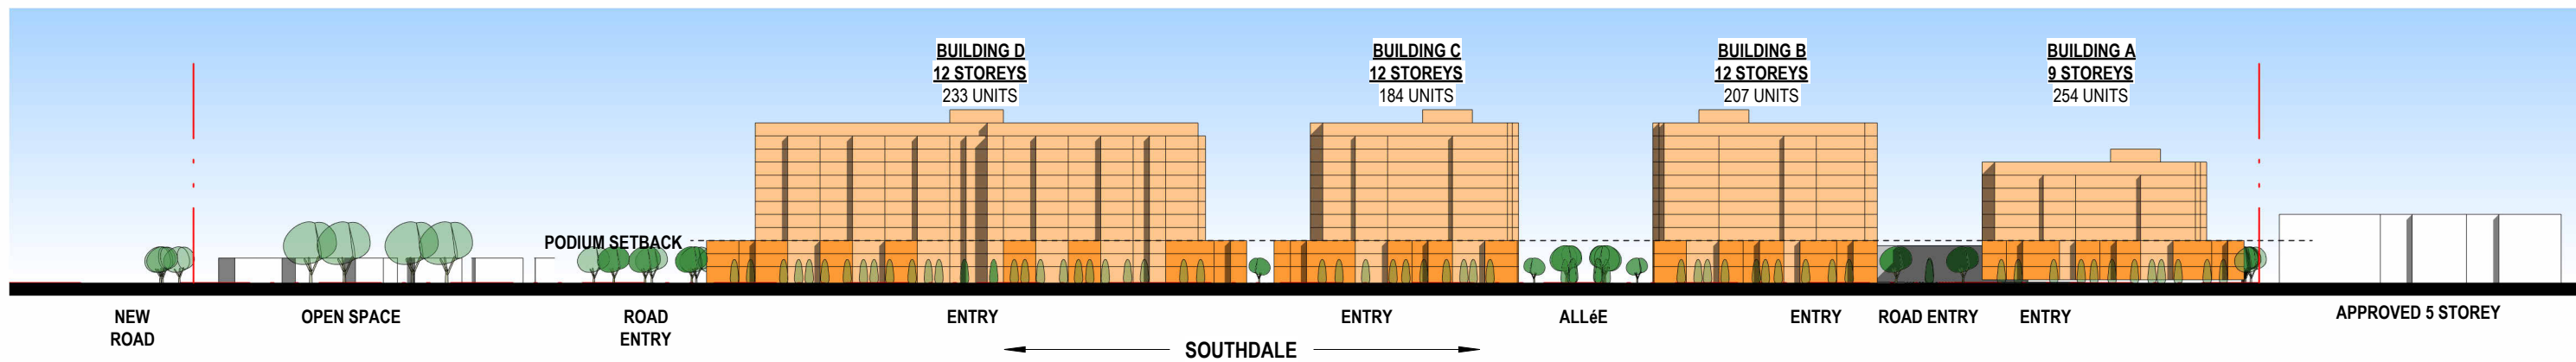 BUILDING D
12 STOREYS
233 UNITS
BUILDING C
12 STOREYS
184 UNITS
BUILDING B
12 STOREYS
207 UNITS
BUILDING A
9 STOREYS
254 UNITS
PODIUM SETBACK
NEW
ROAD
OPEN SPACE
ROAD
ENTRY
ENTRY
ENTRY
ALLéE
ENTRY
ROAD ENTRY
ENTRY
APPROVED 5 STOREY
SOUTHDALE